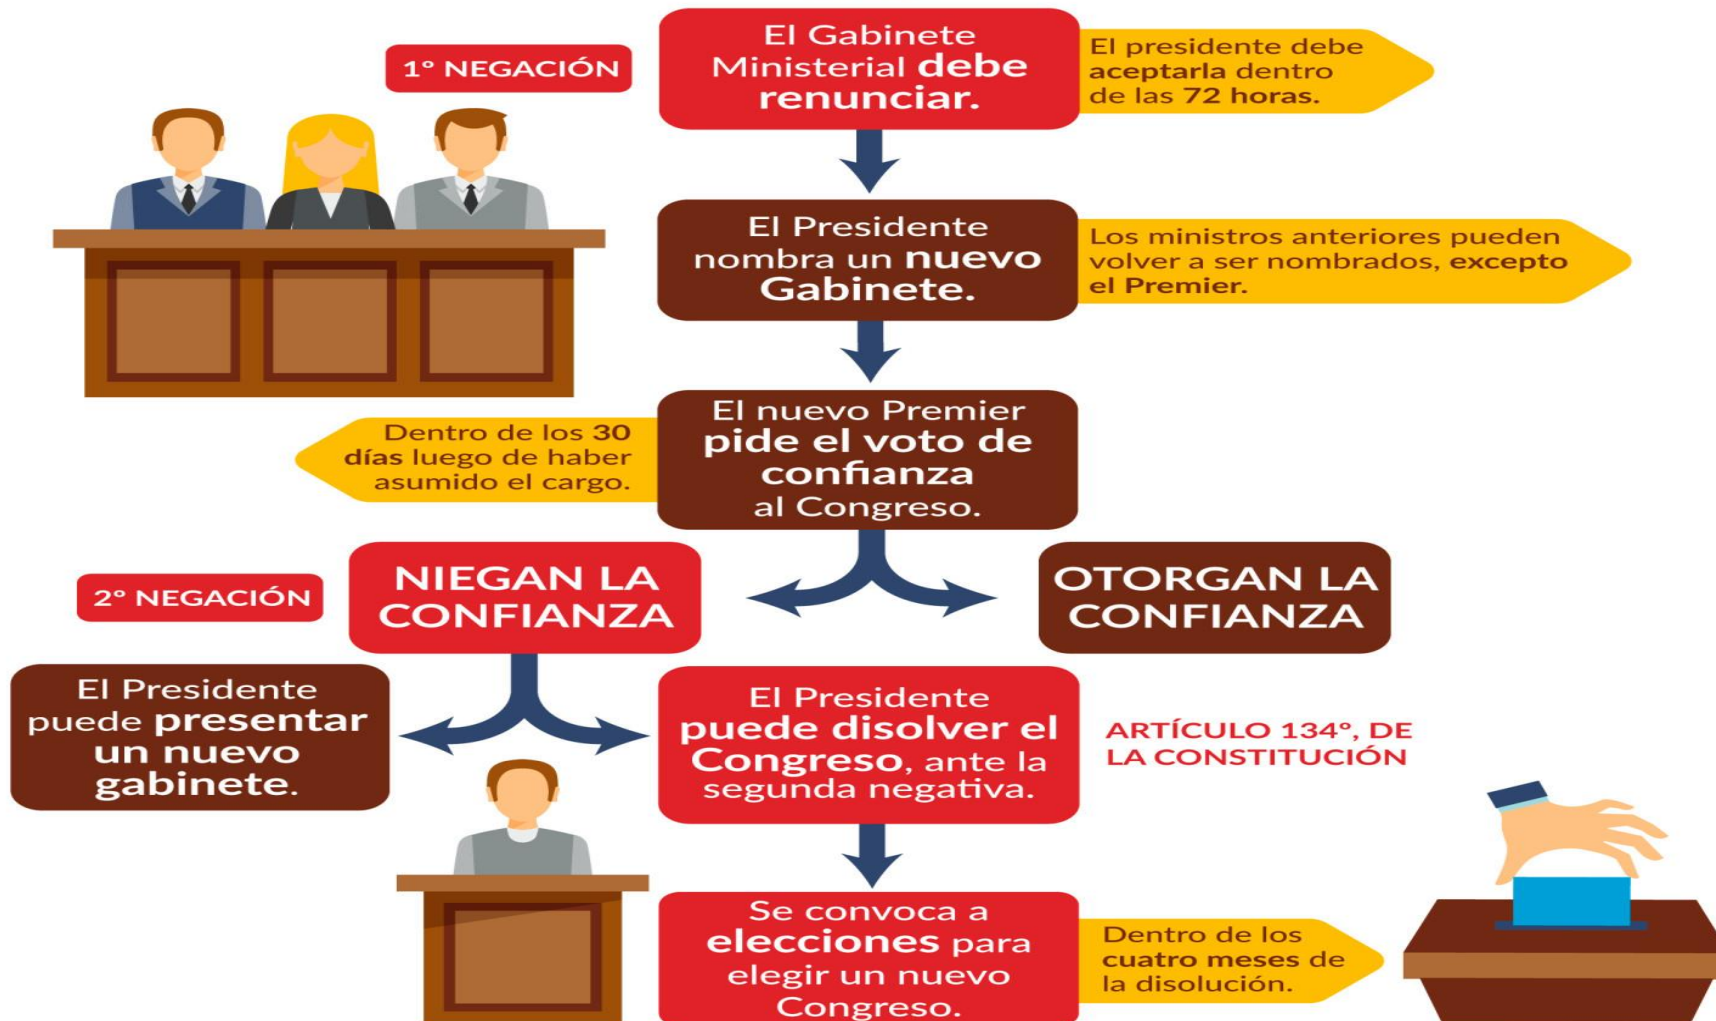 1° NEGACIÓN
El Gabinete
Ministerial debe
renunciar.
El presidente debe
aceptarla dentro
de las 72 horas.
El Presidente
nombra un nuevo
Gabinete.
Los ministros anteriores pueden
volver a ser nombrados, excepto
el Premier.
El nuevo Premier
pide el voto de
confianza
al Congreso.
Dentro de los 30
días luego de haber
asumido el cargo.
2° NEGACIÓN
NIEGAN LA
CONFIANZA
OTORGAN LA
CONFIANZA
El Presidente
puede presentar
un nuevo
gabinete.
El Presidente
puede disolver el
Congreso, ante la
segunda negativa.
ARTÍCULO 134°, DE
LA CONSTITUCIÓN
Se convoca a
elecciones para
elegir un nuevo
Congreso.
Dentro de los
cuatro meses de
la disolución.